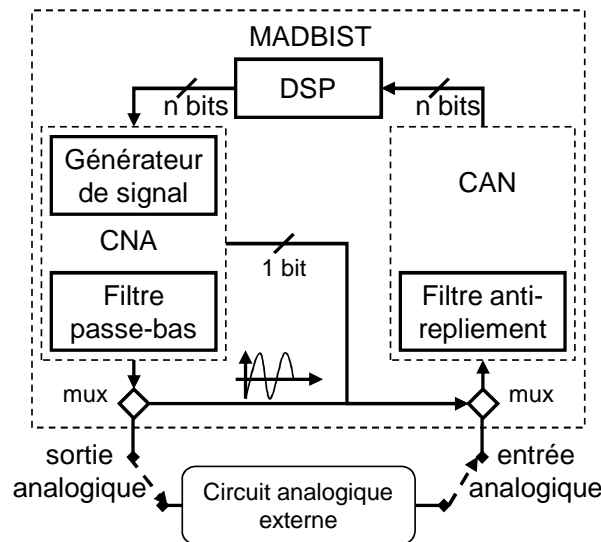 MADBIST
DSP
n bits
n bits
Générateur
de signal
CAN
CNA
1 bit
Filtre
passe-bas
Filtre anti-
repliement
mux
mux
sortie
analogique
entrée
analogique
Circuit analogique
externe